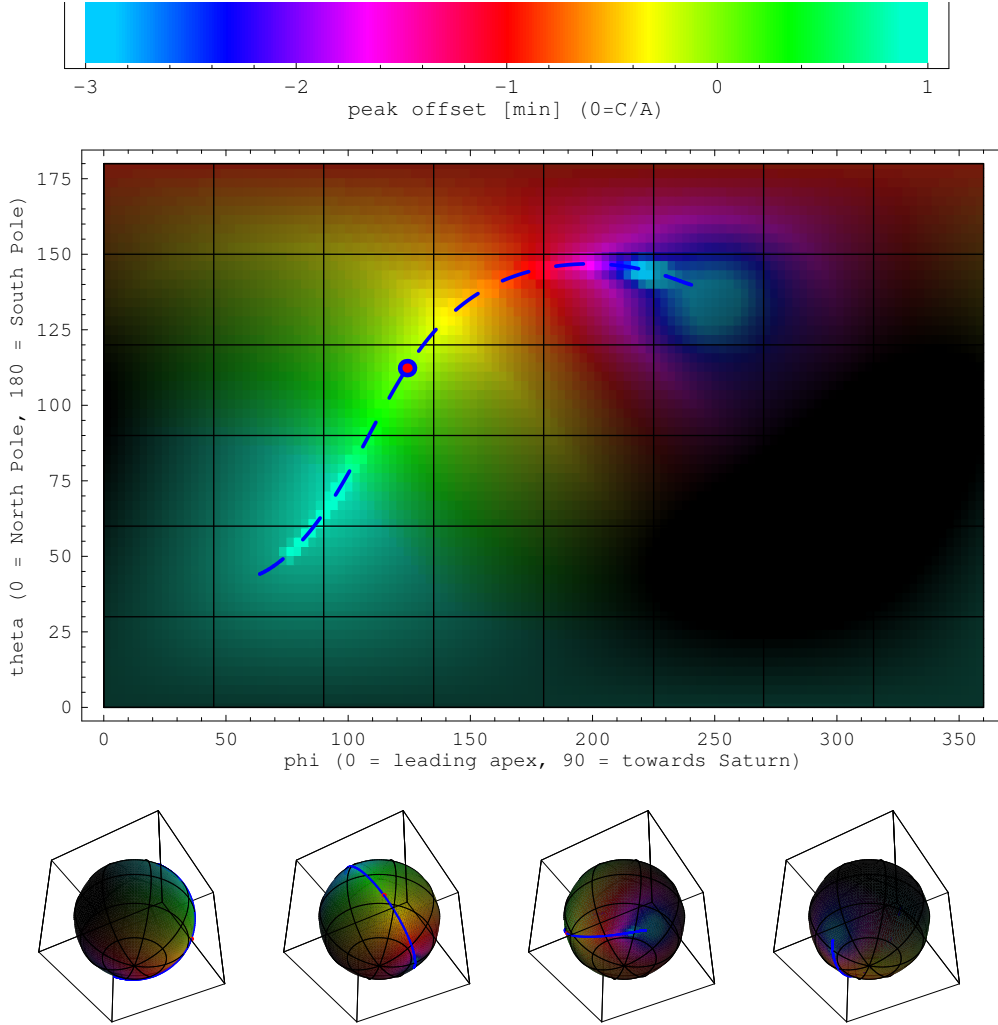 −3 −2 −1 0 1
peak offset [min] (0=C/A)
theta (0 = North Pole, 180 = South Pole)
175
150
125
100
75
50
25
0
0 50 100 150 200 250 300 350
phi (0 = leading apex, 90 = towards Saturn)